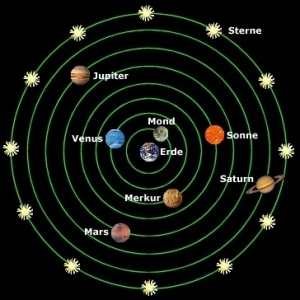 Sterne
Jupiter
Mond
Venus
Sonne
Erde
Saturn
Merkur
Mars